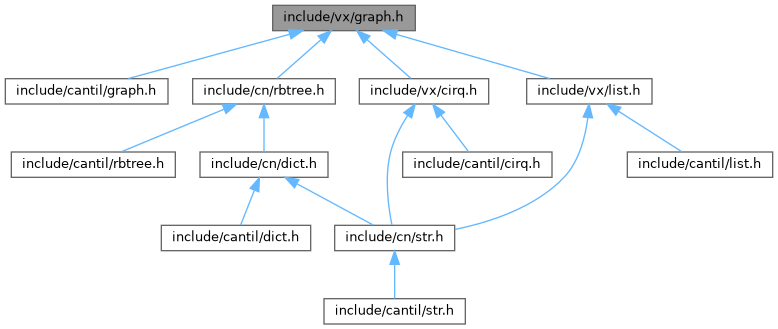 include/vx/graph.h
include/cantil/graph.h
include/cn/rbtree.h
include/vx/cirq.h
include/vx/list.h
include/cantil/rbtree.h
include/cn/dict.h
include/cantil/cirq.h
include/cantil/list.h
include/cantil/dict.h
include/cn/str.h
include/cantil/str.h